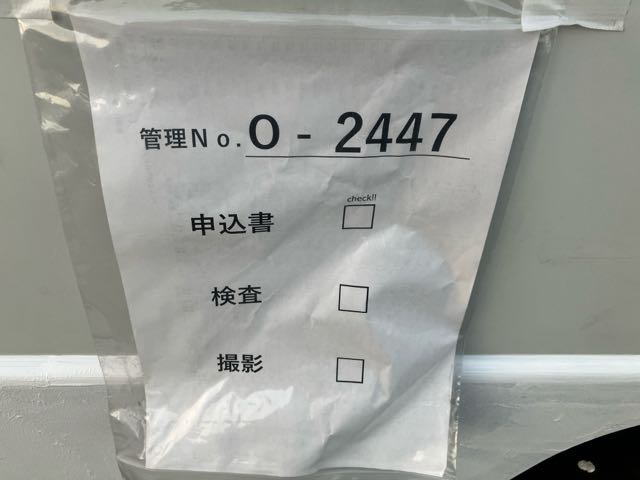 管理No. O - 2447
check!!
申込書 □
検査 □
撮影 □